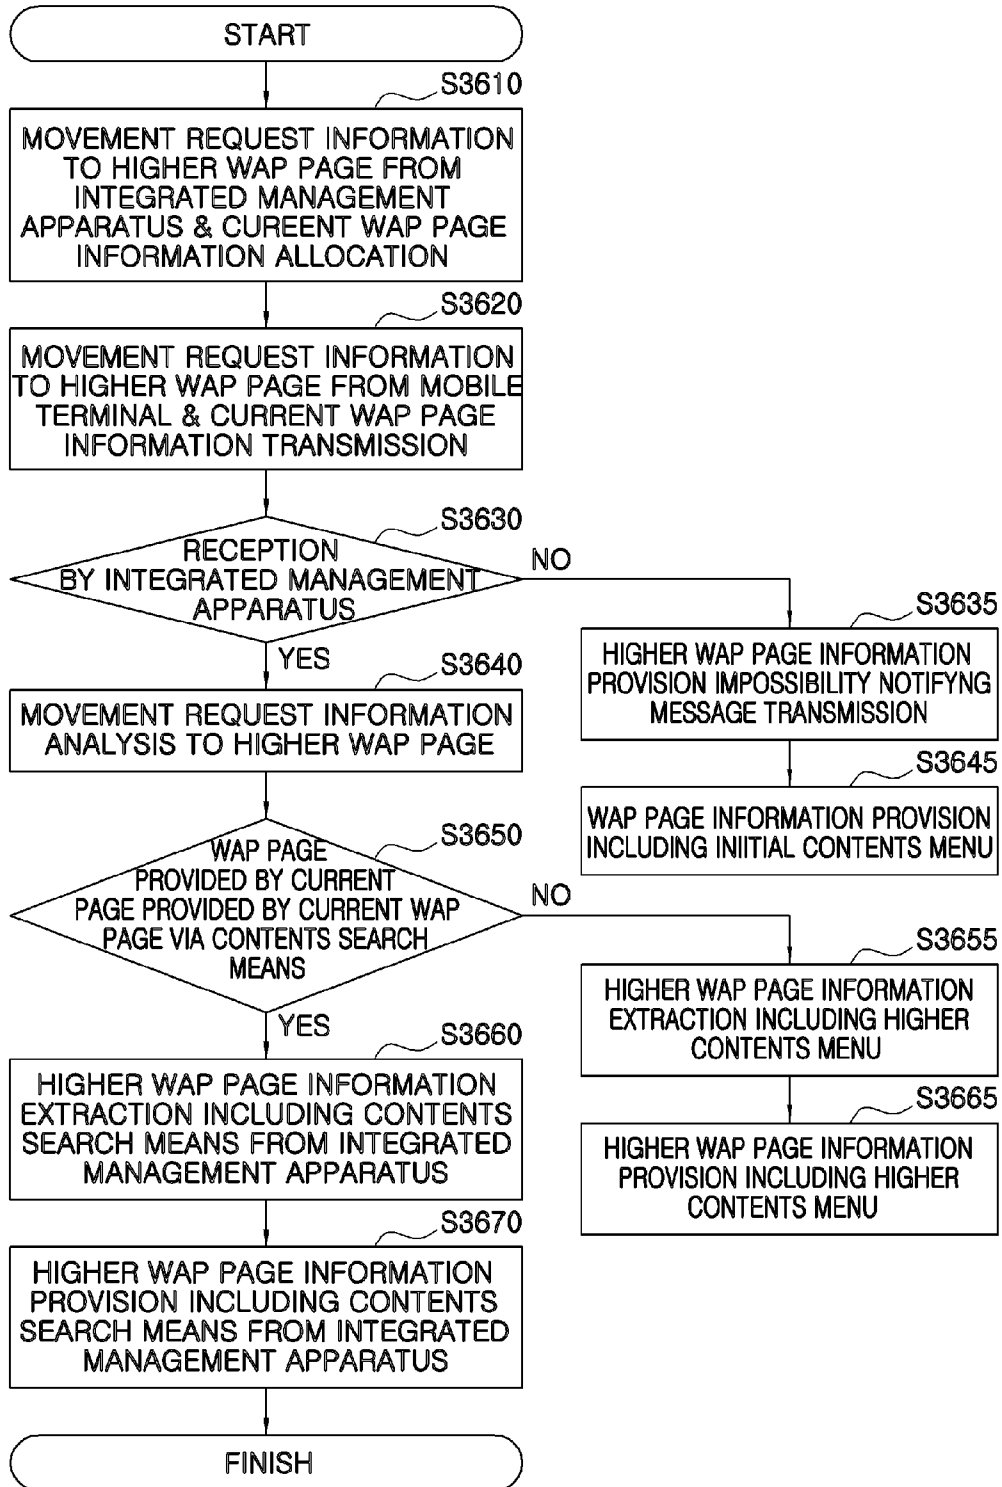 START
S3610
MOVEMENT REQUEST INFORMATION
TO HIGHER WAP PAGE FROM
INTEGRATED MANAGEMENT
APPARATUS & CUREENT WAP PAGE
INFORMATION ALLOCATION
S3620
MOVEMENT REQUEST INFORMATION
TO HIGHER WAP PAGE FROM MOBILE
TERMINAL & CURRENT WAP PAGE
INFORMATION TRANSMISSION
S3630
RECEPTION
BY INTEGRATED MANAGEMENT
APPARATUS
NO
YES
S3635
HIGHER WAP PAGE INFORMATION
PROVISION IMPOSSIBILITY NOTIFYNG
MESSAGE TRANSMISSION
S3640
MOVEMENT REQUEST INFORMATION
ANALYSIS TO HIGHER WAP PAGE
S3645
WAP PAGE INFORMATION PROVISION
INCLUDING INIITIAL CONTENTS MENU
S3650
WAP PAGE
PROVIDED BY CURRENT
PAGE PROVIDED BY CURRENT WAP
PAGE VIA CONTENTS SEARCH
MEANS
NO
YES
S3655
HIGHER WAP PAGE INFORMATION
EXTRACTION INCLUDING HIGHER
CONTENTS MENU
S3660
HIGHER WAP PAGE INFORMATION
EXTRACTION INCLUDING CONTENTS
SEARCH MEANS FROM INTEGRATED
MANAGEMENT APPARATUS
S3665
HIGHER WAP PAGE INFORMATION
PROVISION INCLUDING HIGHER
CONTENTS MENU
S3670
HIGHER WAP PAGE INFORMATION
PROVISION INCLUDING CONTENTS
SEARCH MEANS FROM INTEGRATED
MANAGEMENT APPARATUS
FINISH